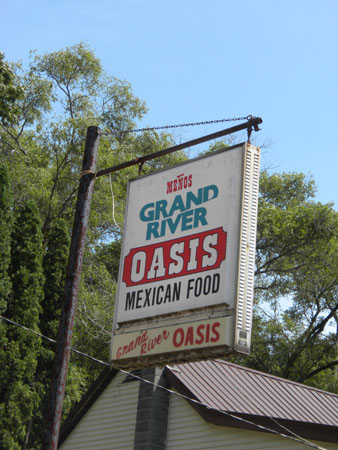 MEÑOS
GRAND
RIVER
OASIS
MEXICAN FOOD
Grand River OASIS